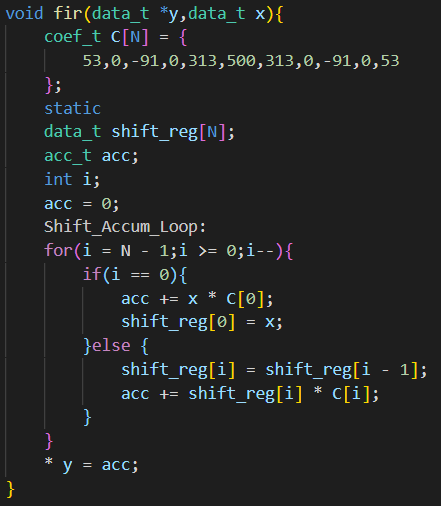 void fir(data_t *y,data_t x){
    coef_t C[N] = {
        53,0,-91,0,313,500,313,0,-91,0,53
    };
    static
    data_t shift_reg[N];
    acc_t acc;
    int i;
    acc = 0;
    Shift_Accum_Loop:
    for(i = N - 1;i >= 0;i--){
        if(i == 0){
            acc += x * C[0];
            shift_reg[0] = x;
        }else {
            shift_reg[i] = shift_reg[i - 1];
            acc += shift_reg[i] * C[i];
        }
    }
    * y = acc;
}